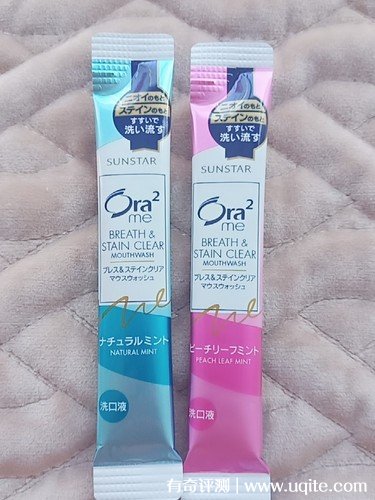 ニオイのもと
ステインのもと
すすいで
洗い流す
SUNSTAR
Ora²
me
BREATH &
STAIN CLEAR
MOUTHWASH
ブレス&ステインクリア
マウスウォッシュ
ナチュラルミント
NATURAL MINT
洗口液
ニオイのもと
ステインのもと
すすいで
洗い流す
SUNSTAR
Ora²
me
BREATH &
STAIN CLEAR
MOUTHWASH
ブレス&ステインクリア
マウスウォッシュ
ピーチリーフミント
PEACH LEAF MINT
洗口液
有奇评测 | www.uqite.com